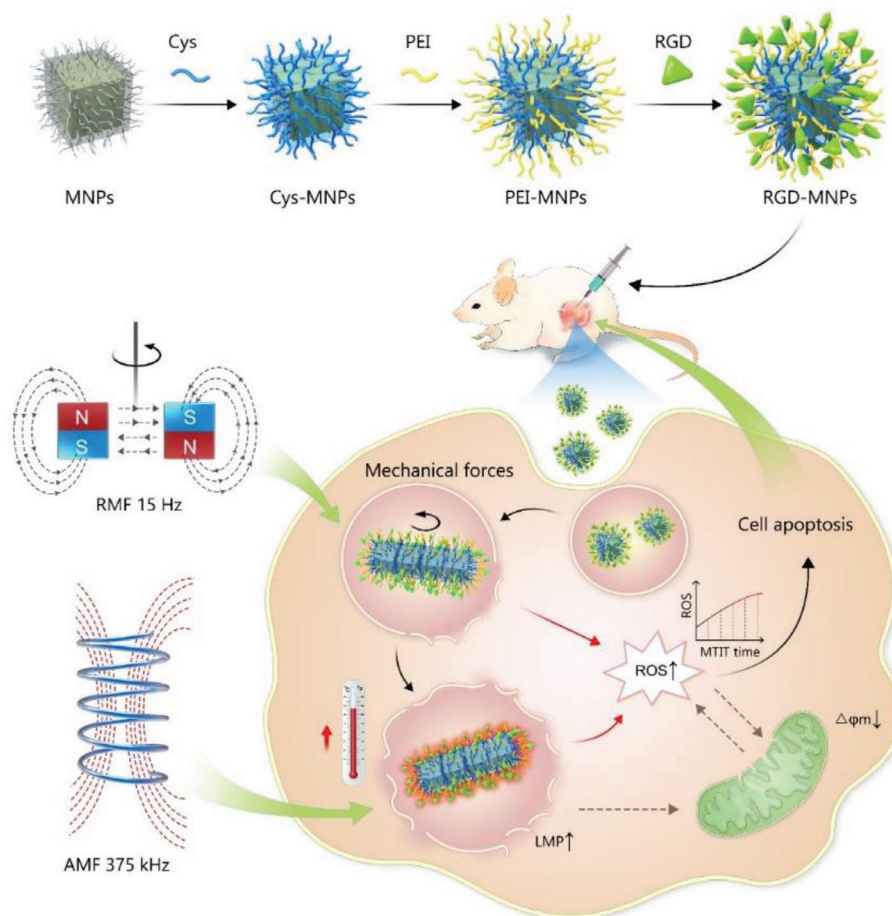 Cys
PEI
RGD
MNPs
Cys-MNPs
PEI-MNPs
RGD-MNPs
N
S
S
N
RMF 15 Hz
Mechanical forces
Cell apoptosis
ROS
MTIT time
ROS↑
△φm↓
LMP↑
AMF 375 kHz